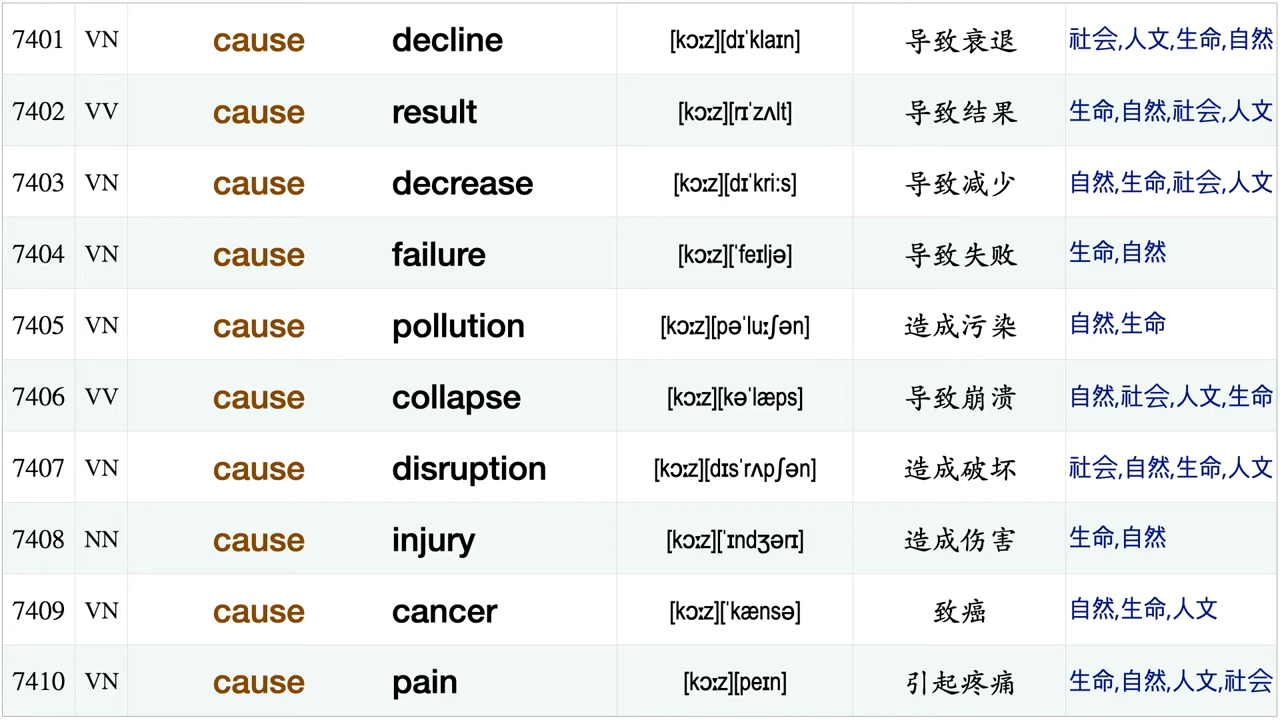 7401 VN cause decline [kɔːz][dɪˈklaɪn] 导致衰退 社会,人文,生命,自然
7402 VV cause result [kɔːz][rɪˈzʌlt] 导致结果 生命,自然,社会,人文
7403 VN cause decrease [kɔːz][dɪˈkriːs] 导致减少 自然,生命,社会,人文
7404 VN cause failure [kɔːz][ˈfeɪljə] 导致失败 生命,自然
7405 VN cause pollution [kɔːz][pəˈluːʃən] 造成污染 自然,生命
7406 VV cause collapse [kɔːz][kəˈlæps] 导致崩溃 自然,社会,人文,生命
7407 VN cause disruption [kɔːz][dɪsˈrʌpʃən] 造成破坏 社会,自然,生命,人文
7408 NN cause injury [kɔːz][ˈɪndʒərɪ] 造成伤害 生命,自然
7409 VN cause cancer [kɔːz][ˈkænsə] 致癌 自然,生命,人文
7410 VN cause pain [kɔːz][peɪn] 引起疼痛 生命,自然,人文,社会